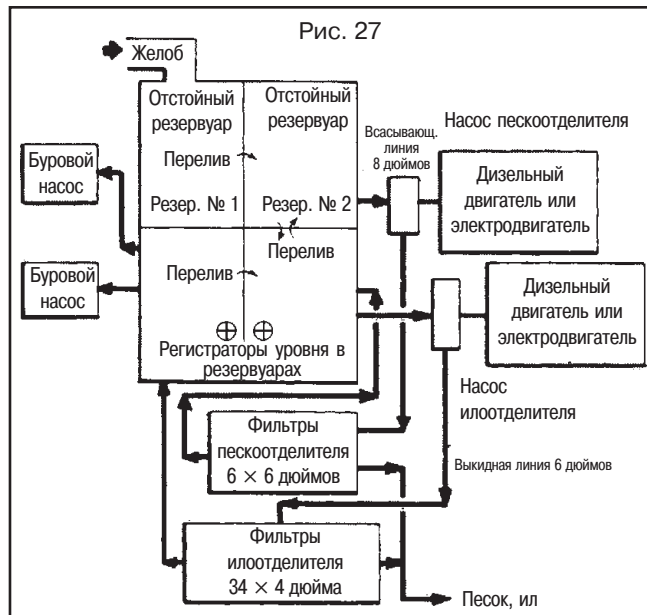 Рис. 27
Желоб
Отстойный
резервуар
Отстойный
резервуар
Всасывающ.
линия
8 дюймов
Насос пескоотделителя
Буровой
насос
Перелив
Дизельный
двигатель или
электродвигатель
Резер. № 1
Резер. № 2
Перелив
Перелив
Буровой
насос
Дизельный
двигатель или
электродвигатель
Регистраторы уровня в
резервуарах
Насос
илоотделителя
Фильтры
пескоотделителя
6 × 6 дюймов
Выкидная линия 6 дюймов
Фильтры
илоотделителя
34 × 4 дюйма
Песок, ил